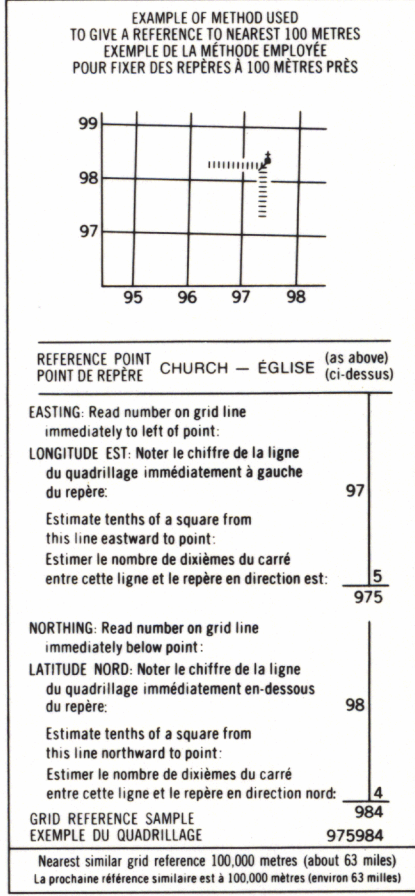 EXAMPLE OF METHOD USED
TO GIVE A REFERENCE TO NEAREST 100 METRES
EXEMPLE DE LA MÉTHODE EMPLOYÉE
POUR FIXER DES REPÈRES À 100 MÈTRES PRÈS
99
98
97
95 96 97 98
REFERENCE POINT
POINT DE REPÈRE
CHURCH — ÉGLISE
(as above)
(ci-dessus)
EASTING: Read number on grid line
immediately to left of point:
LONGITUDE EST: Noter le chiffre de la ligne
du quadrillage immédiatement à gauche
du repère: 97
Estimate tenths of a square from
this line eastward to point:
Estimer le nombre de dixièmes du carré
entre cette ligne et le repère en direction est: 5
975
NORTHING: Read number on grid line
immediately below point:
LATITUDE NORD: Noter le chiffre de la ligne
du quadrillage immédiatement en-dessous
du repère: 98
Estimate tenths of a square from
this line northward to point:
Estimer le nombre de dixièmes du carré
entre cette ligne et le repère en direction nord: 4
984
GRID REFERENCE SAMPLE
EXEMPLE DU QUADRILLAGE 975984
Nearest similar grid reference 100,000 metres (about 63 miles)
La prochaine référence similaire est à 100,000 mètres (environ 63 milles)